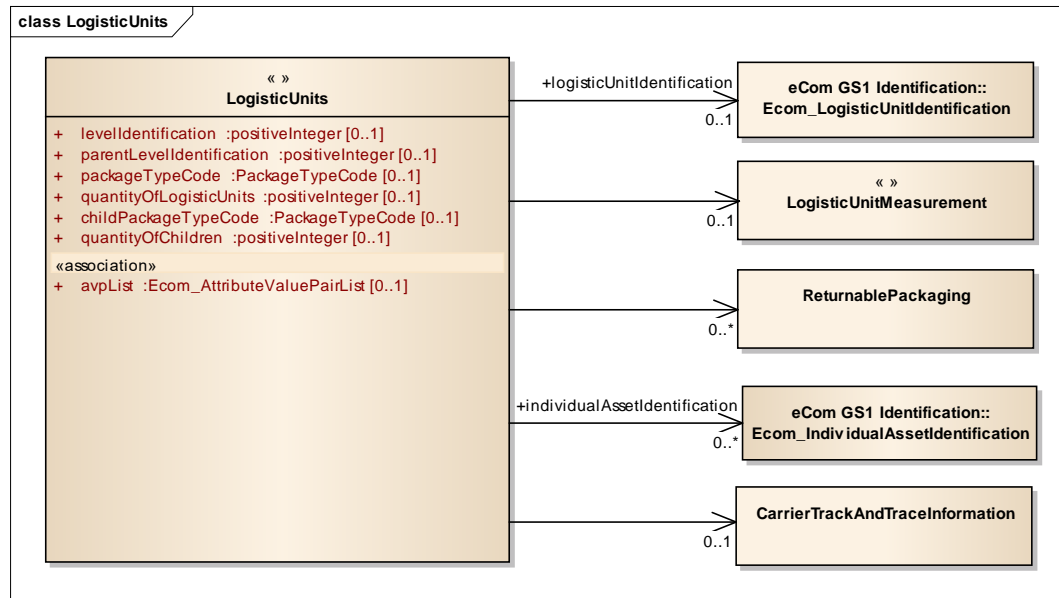 class LogisticUnits
« »
LogisticUnits
+ levelIdentification :positiveInteger [0..1]
+ parentLevelIdentification :positiveInteger [0..1]
+ packageTypeCode :PackageTypeCode [0..1]
+ quantityOfLogisticUnits :positiveInteger [0..1]
+ childPackageTypeCode :PackageTypeCode [0..1]
+ quantityOfChildren :positiveInteger [0..1]
«association»
+ avpList :Ecom_AttributeValuePairList [0..1]
+logisticUnitIdentification
0..1
eCom GS1 Identification::
Ecom_LogisticUnitIdentification
0..1
« »
LogisticUnitMeasurement
0..*
ReturnablePackaging
+individualAssetIdentification
0..*
eCom GS1 Identification::
Ecom_IndividualAssetIdentification
0..1
CarrierTrackAndTraceInformation